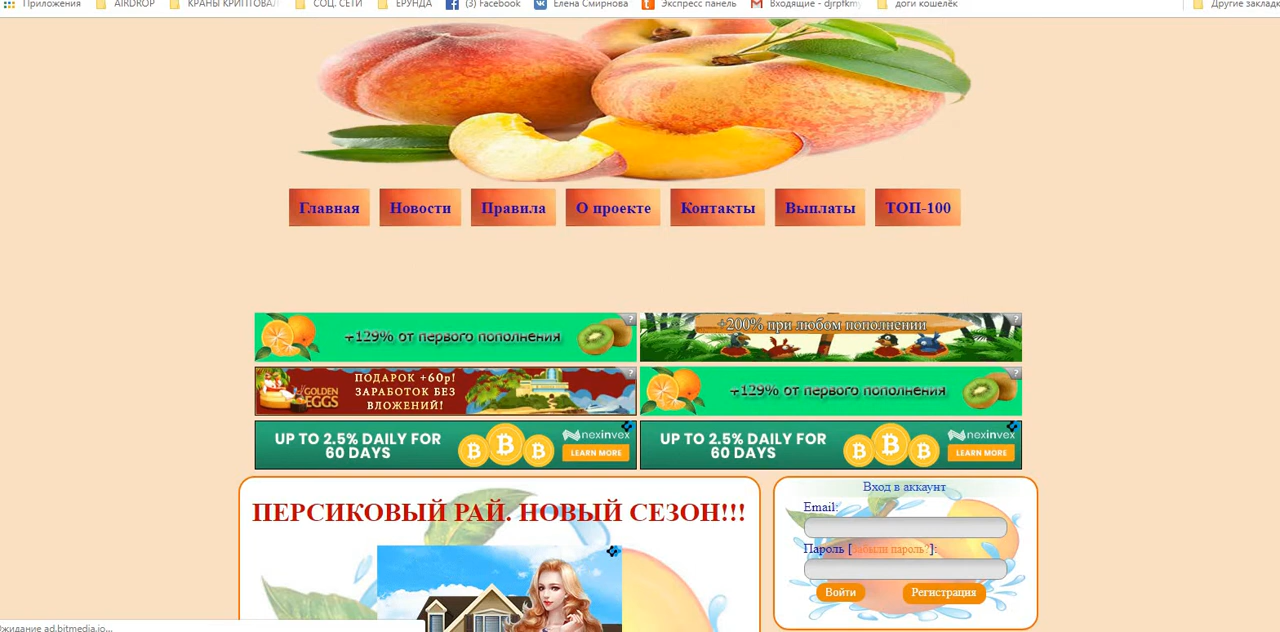 Приложения AIRDROP КРАНЫ КРИПТОВАЛ СОЦ. СЕТИ ЕРУНДА (3) Facebook Елена Смирнова Экспресс панель Входящие - djrpfkmy доги кошелёк Другие закладк
Главная Новости Правила О проекте Контакты Выплаты ТОП-100
+129% от первого пополнения ?
+200% при любом пополнении ?
GOLDEN EGGS
ПОДАРОК +60р!
ЗАРАБОТОК БЕЗ
ВЛОЖЕНИЙ!
?
+129% от первого пополнения ?
UP TO 2.5% DAILY FOR
60 DAYS
nexinvex
LEARN MORE
UP TO 2.5% DAILY FOR
60 DAYS
nexinvex
LEARN MORE
ПЕРСИКОВЫЙ РАЙ. НОВЫЙ СЕЗОН!!!
Вход в аккаунт
Email:
Пароль [забыли пароль?]:
Войти Регистрация
Ожидание ad.bitmedia.io...